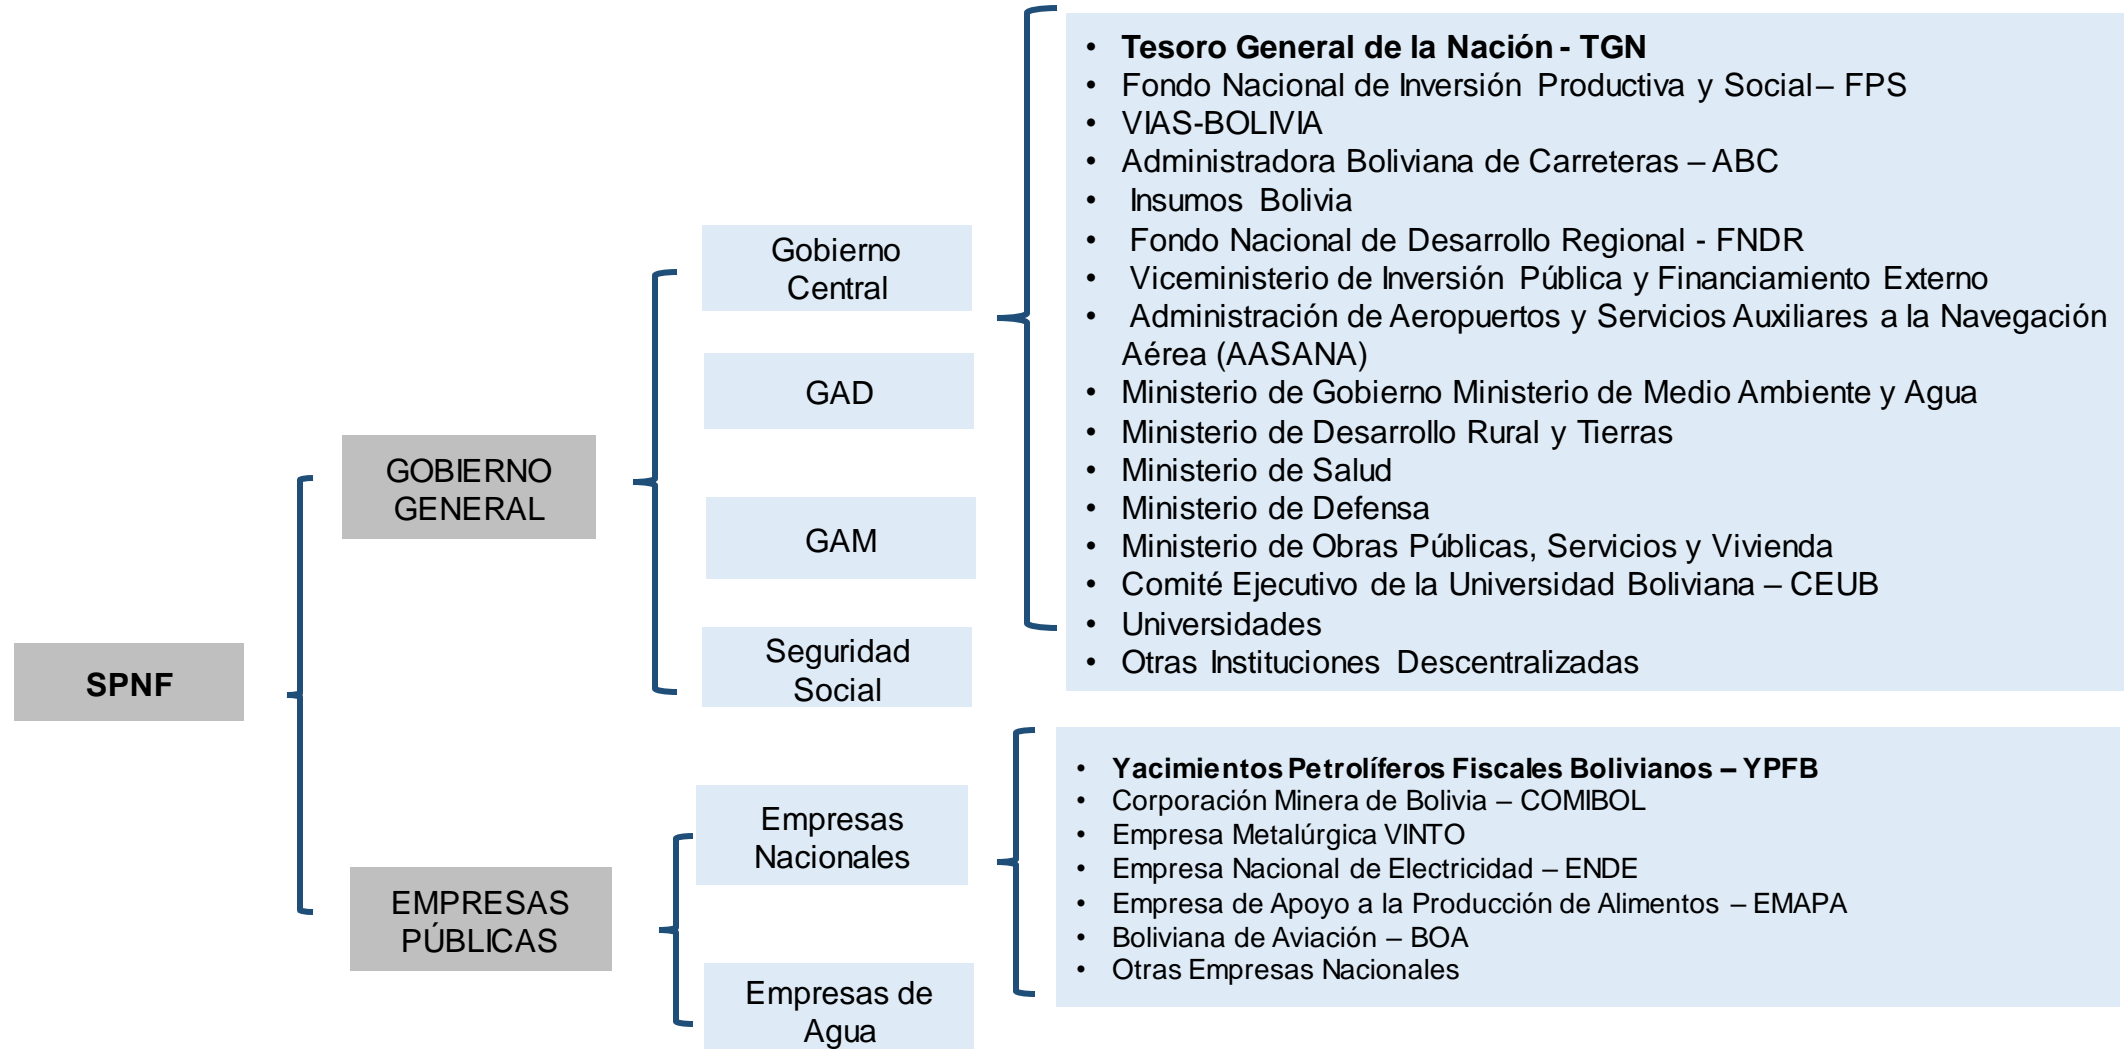 SPNF
GOBIERNO
GENERAL
Gobierno
Central
GAD
GAM
Seguridad
Social
• Tesoro General de la Nación - TGN
• Fondo Nacional de Inversión Productiva y Social– FPS
• VIAS-BOLIVIA
• Administradora Boliviana de Carreteras – ABC
• Insumos Bolivia
• Fondo Nacional de Desarrollo Regional - FNDR
• Viceministerio de Inversión Pública y Financiamiento Externo
• Administración de Aeropuertos y Servicios Auxiliares a la Navegación
Aérea (AASANA)
• Ministerio de Gobierno Ministerio de Medio Ambiente y Agua
• Ministerio de Desarrollo Rural y Tierras
• Ministerio de Salud
• Ministerio de Defensa
• Ministerio de Obras Públicas, Servicios y Vivienda
• Comité Ejecutivo de la Universidad Boliviana – CEUB
• Universidades
• Otras Instituciones Descentralizadas
EMPRESAS
PÚBLICAS
Empresas
Nacionales
Empresas de
Agua
• Yacimientos Petrolíferos Fiscales Bolivianos – YPFB
• Corporación Minera de Bolivia – COMIBOL
• Empresa Metalúrgica VINTO
• Empresa Nacional de Electricidad – ENDE
• Empresa de Apoyo a la Producción de Alimentos – EMAPA
• Boliviana de Aviación – BOA
• Otras Empresas Nacionales